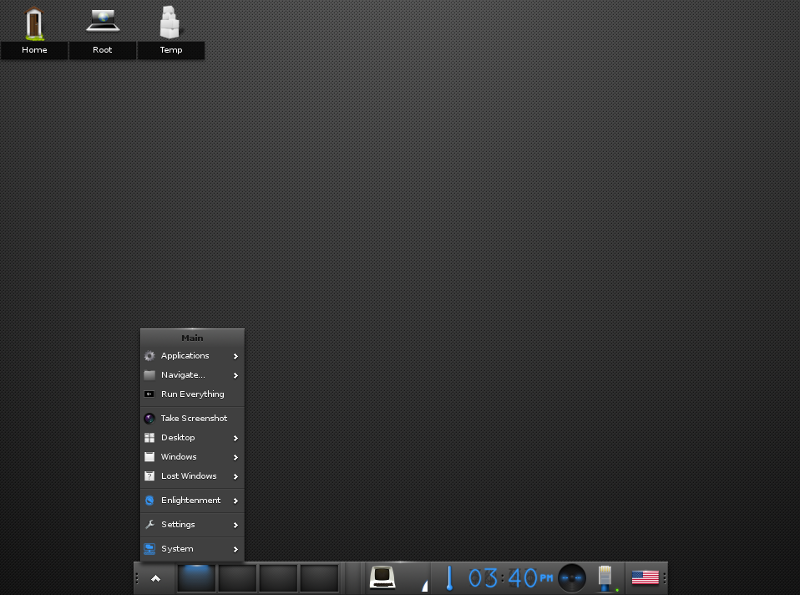 Home
Root
Temp
Main
Applications
Navigate...
Run Everything
Take Screenshot
Desktop
Windows
Lost Windows
Enlightenment
Settings
System
03:40 PM